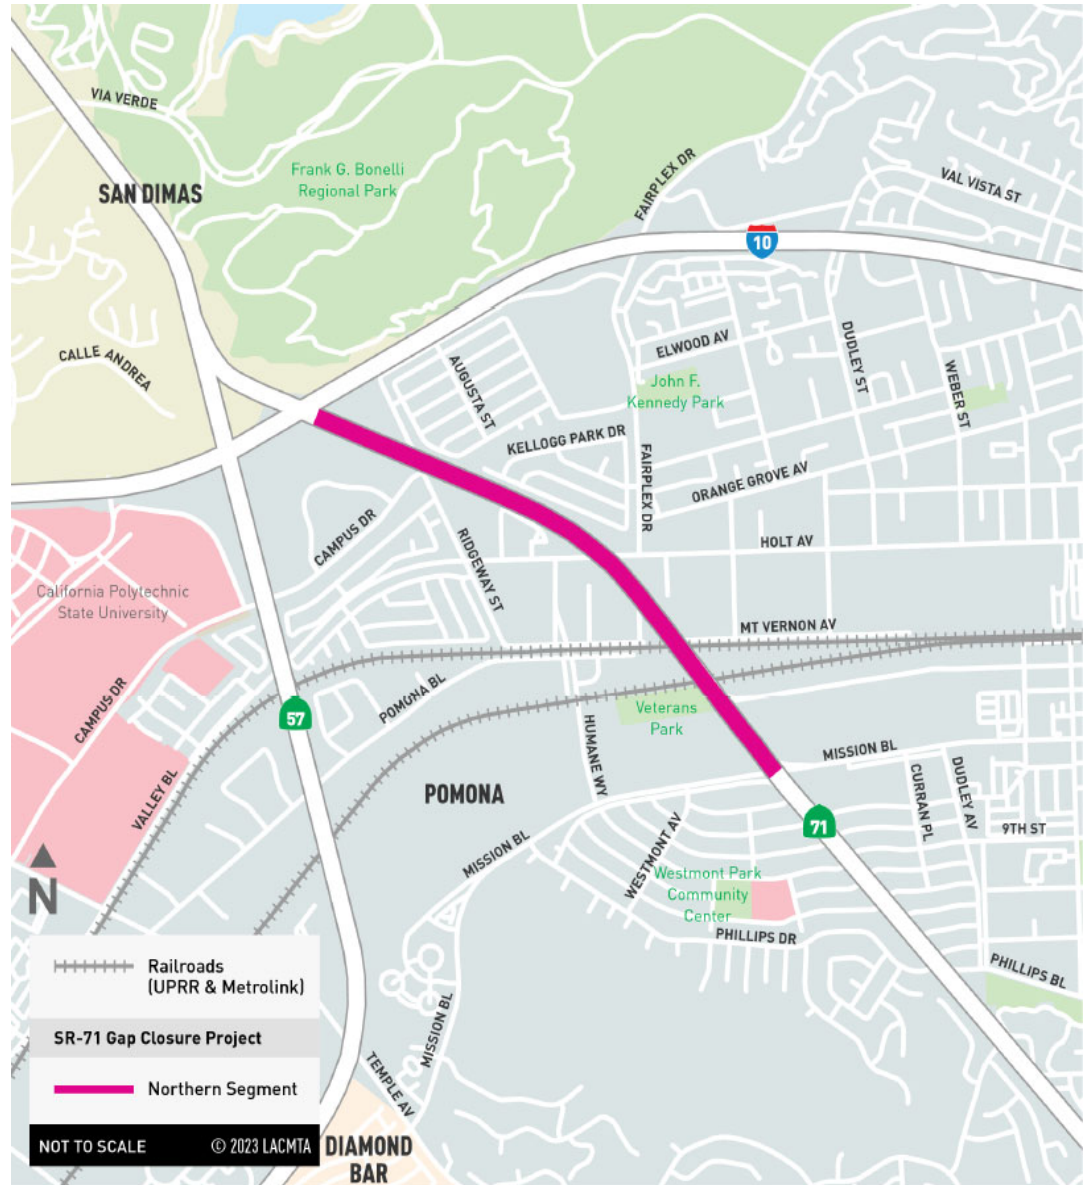 VIA VERDE
SAN DIMAS
Frank G. Bonelli
Regional Park
FAIRPLEX DR
VAL VISTA ST
10
CALLE ANDREA
AUGUSTA ST
ELWOOD AV
DUDLEY ST
WEBER ST
John F.
Kennedy Park
KELLOGG PARK DR
FAIRPLEX DR
ORANGE GROVE AV
CAMPUS DR
RIDGEWAY ST
HOLT AV
California Polytechnic
State University
MT VERNON AV
CAMPUS DR
57
POMONA BL
Veterans
Park
VALLEY BL
HUMANE WY
MISSION BL
POMONA
CURRAN PL
DUDLEY AV
71
9TH ST
MISSION BL
WESTMONT AV
Westmont Park
Community
Center
N
PHILLIPS DR
PHILLIPS BL
Railroads
(UPRR & Metrolink)
SR-71 Gap Closure Project
MISSION BL
Northern Segment
TEMPLE AV
NOT TO SCALE
© 2023 LACMTA
DIAMOND
BAR